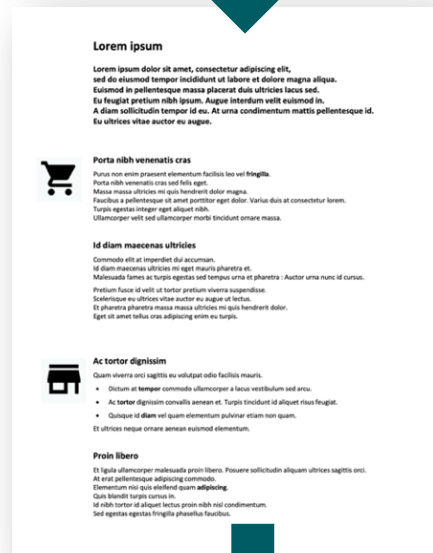 Lorem ipsum
Lorem ipsum dolor sit amet, consectetur adipiscing elit,
sed do eiusmod tempor incididunt ut labore et dolore magna aliqua.
Euismod in pellentesque massa placerat duis ultricies lacus sed.
Eu feugiat pretium nibh ipsum. Augue interdum velit euismod in.
A diam sollicitudin tempor id eu. At urna condimentum mattis pellentesque id.
Eu ultrices vitae auctor eu augue.
Porta nibh venenatis cras
Purus non enim praesent elementum facilisis leo vel fringilla.
Porta nibh venenatis cras sed felis eget.
Massa massa ultricies mi quis hendrerit dolor magna.
Faucibus a pellentesque sit amet porttitor eget dolor. Varius duis at consectetur lorem.
Turpis egestas integer eget aliquet nibh.
Ullamcorper velit sed ullamcorper morbi tincidunt ornare massa.
Id diam maecenas ultricies
Commodo elit at imperdiet dui accumsan.
Id diam maecenas ultricies mi eget mauris pharetra et.
Malesuada fames ac turpis egestas sed tempus urna et pharetra : Auctor urna nunc id cursus.
Pretium fusce id velit ut tortor pretium viverra suspendisse.
Scelerisque eu ultrices vitae auctor eu augue ut lectus.
Et pharetra pharetra massa massa ultricies mi quis hendrerit dolor.
Eget sit amet tellus cras adipiscing enim eu turpis.
Ac tortor dignissim
Quam viverra orci sagittis eu volutpat odio facilisis mauris.
• Dictum at tempor commodo ullamcorper a lacus vestibulum sed arcu.
• Ac tortor dignissim convallis aenean et. Turpis tincidunt id aliquet risus feugiat.
• Quisque id diam vel quam elementum pulvinar etiam non quam.
Et ultrices neque ornare aenean euismod elementum.
Proin libero
Et ligula ullamcorper malesuada proin libero. Posuere sollicitudin aliquam ultrices sagittis orci.
At erat pellentesque adipiscing commodo.
Elementum nisi quis eleifend quam adipiscing.
Quis blandit turpis cursus in.
Id nibh tortor id aliquet lectus proin nibh nisl condimentum.
Sed egestas egestas fringilla phasellus faucibus.